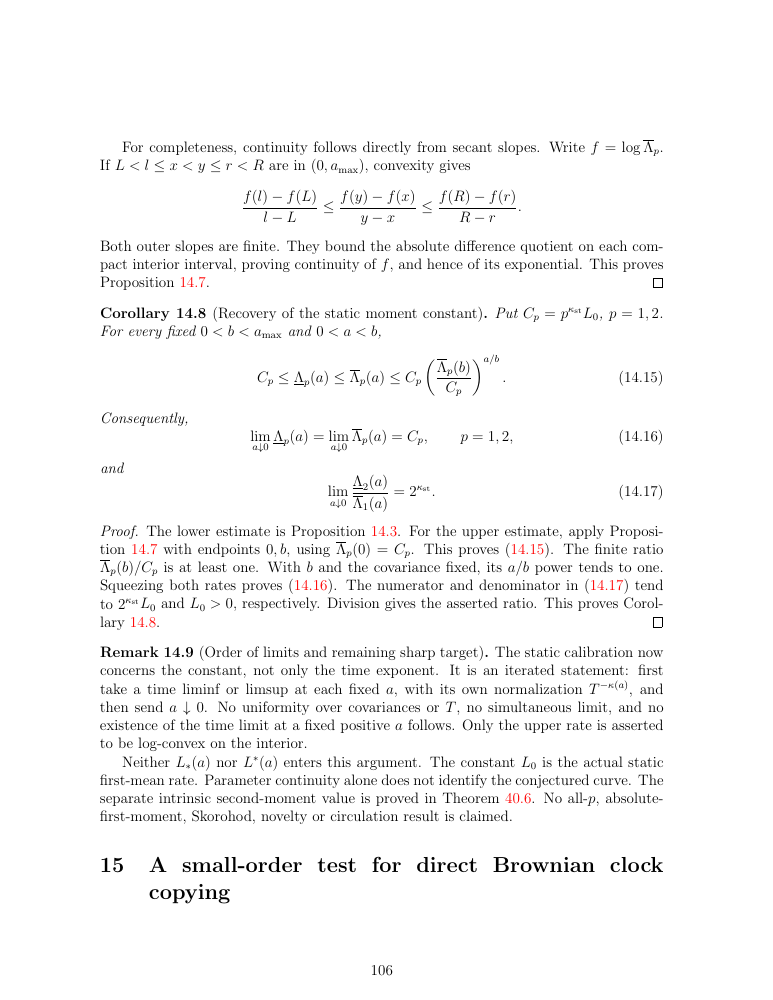 For completeness, continuity follows directly from secant slopes. Write f = log Λ̅ₚ.
If L < l ≤ x < y ≤ r < R are in (0, a_max), convexity gives
(f(l) − f(L))/(l − L) ≤ (f(y) − f(x))/(y − x) ≤ (f(R) − f(r))/(R − r).
Both outer slopes are finite. They bound the absolute difference quotient on each com-
pact interior interval, proving continuity of f, and hence of its exponential. This proves
Proposition 14.7. □
Corollary 14.8 (Recovery of the static moment constant). Put C_p = p^{κ_st} L_0, p = 1, 2.
For every fixed 0 < b < a_max and 0 < a < b,
C_p ≤ Λ̲_p(a) ≤ Λ̅_p(a) ≤ C_p (Λ̅_p(b)/C_p)^{a/b}. (14.15)
Consequently,
lim_{a↓0} Λ̲_p(a) = lim_{a↓0} Λ̅_p(a) = C_p, p = 1, 2, (14.16)
and
lim_{a↓0} Λ̲_2(a)/Λ̅_1(a) = 2^{κ_st}. (14.17)
Proof. The lower estimate is Proposition 14.3. For the upper estimate, apply Proposi-
tion 14.7 with endpoints 0, b, using Λ̅_p(0) = C_p. This proves (14.15). The finite ratio
Λ̅_p(b)/C_p is at least one. With b and the covariance fixed, its a/b power tends to one.
Squeezing both rates proves (14.16). The numerator and denominator in (14.17) tend
to 2^{κ_st} L_0 and L_0 > 0, respectively. Division gives the asserted ratio. This proves Corol-
lary 14.8. □
Remark 14.9 (Order of limits and remaining sharp target). The static calibration now
concerns the constant, not only the time exponent. It is an iterated statement: first
take a time liminf or limsup at each fixed a, with its own normalization T^{−κ(a)}, and
then send a ↓ 0. No uniformity over covariances or T, no simultaneous limit, and no
existence of the time limit at a fixed positive a follows. Only the upper rate is asserted
to be log-convex on the interior.
Neither L_*(a) nor L^*(a) enters this argument. The constant L_0 is the actual static
first-mean rate. Parameter continuity alone does not identify the conjectured curve. The
separate intrinsic second-moment value is proved in Theorem 40.6. No all-p, absolute-
first-moment, Skorohod, novelty or circulation result is claimed.
15 A small-order test for direct Brownian clock
copying
106